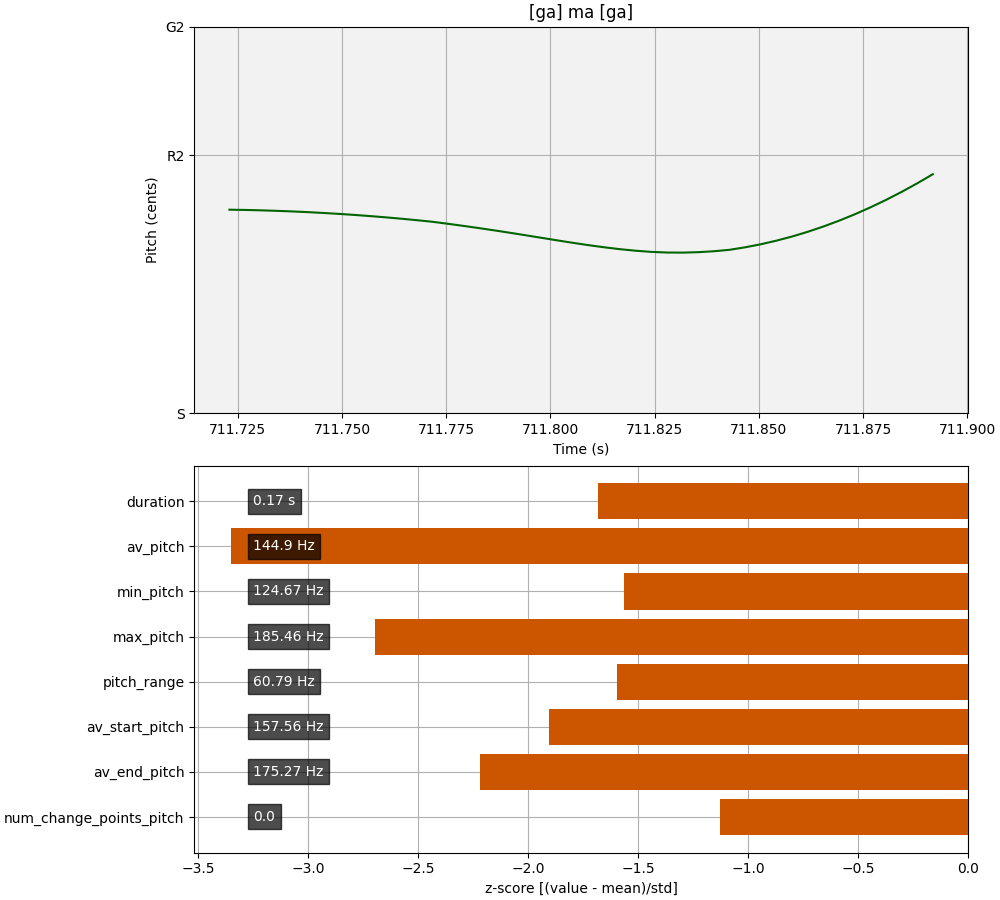 [ga] ma [ga]
G2
R2
S
Pitch (cents)
711.725 711.750 711.775 711.800 711.825 711.850 711.875 711.900
Time (s)
duration 0.17 s
av_pitch 144.9 Hz
min_pitch 124.67 Hz
max_pitch 185.46 Hz
pitch_range 60.79 Hz
av_start_pitch 157.56 Hz
av_end_pitch 175.27 Hz
num_change_points_pitch 0.0
−3.5 −3.0 −2.5 −2.0 −1.5 −1.0 −0.5 0.0
z-score [(value - mean)/std]